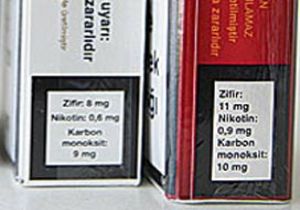 uyarı:
zararlıdır
Zifir: 8 mg
Nikotin: 0,6 mg
Karbon
monoksit:
9 mg
zararlıdır
Zifir:
11 mg
Nikotin:
0,9 mg
Karbon
monoksit:
10 mg